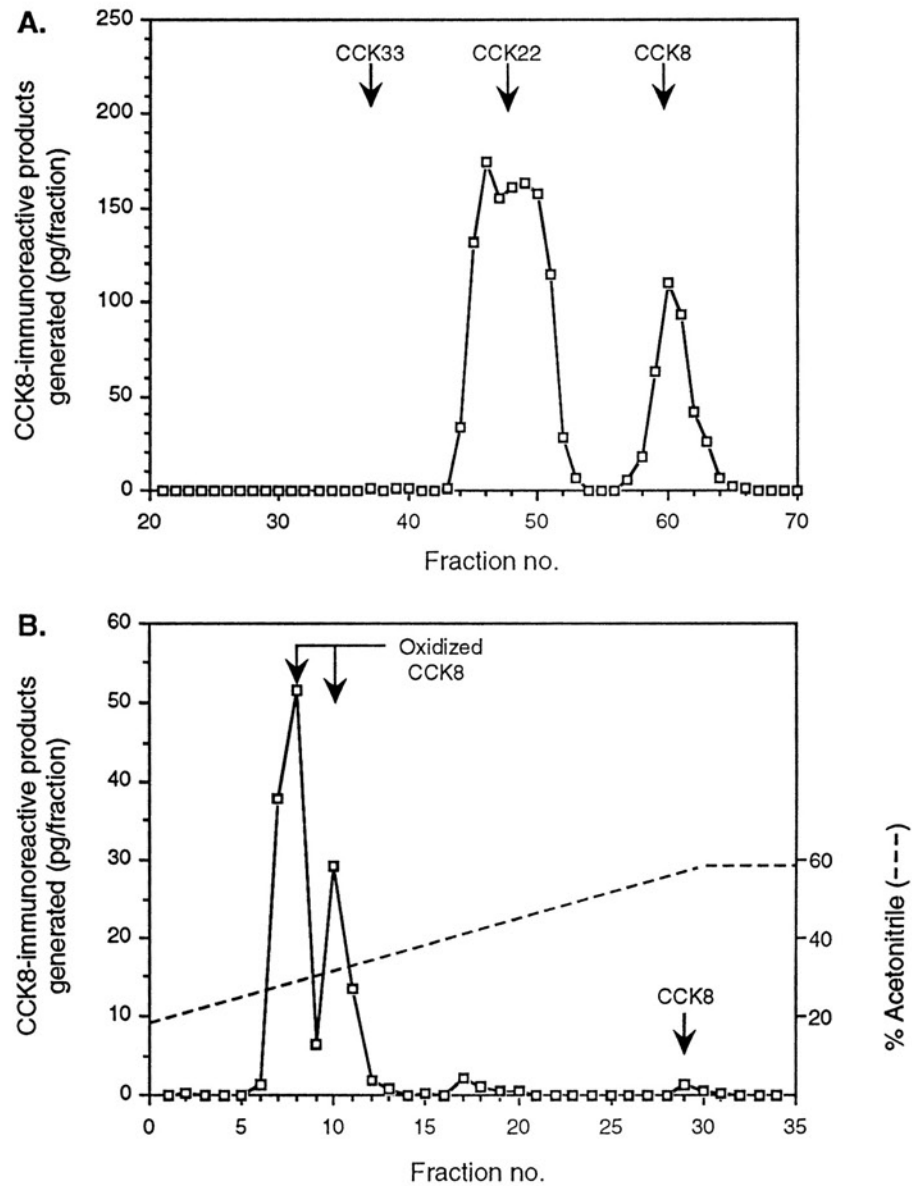 A.
CCK8-immunoreactive products
generated (pg/fraction)
250
200
150
100
50
0
CCK33
CCK22
CCK8
20
30
40
50
60
70
Fraction no.
B.
CCK8-immunoreactive products
generated (pg/fraction)
60
50
40
30
20
10
0
Oxidized
CCK8
CCK8
60
40
20
% Acetonitrile (---)
0
5
10
15
20
25
30
35
Fraction no.